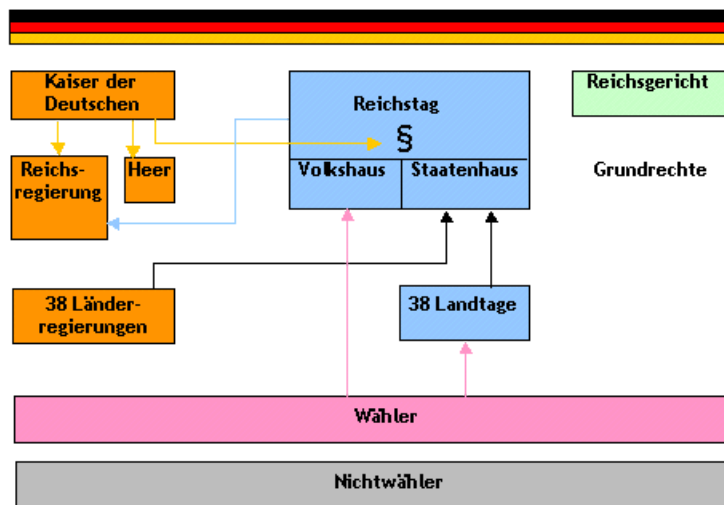 Kaiser der
Deutschen
Reichstag
§
Reichsgericht
Reichs-
regierung
Heer
Volkshaus
Staatenhaus
Grundrechte
38 Länder-
regierungen
38 Landtage
Wähler
Nichtwähler